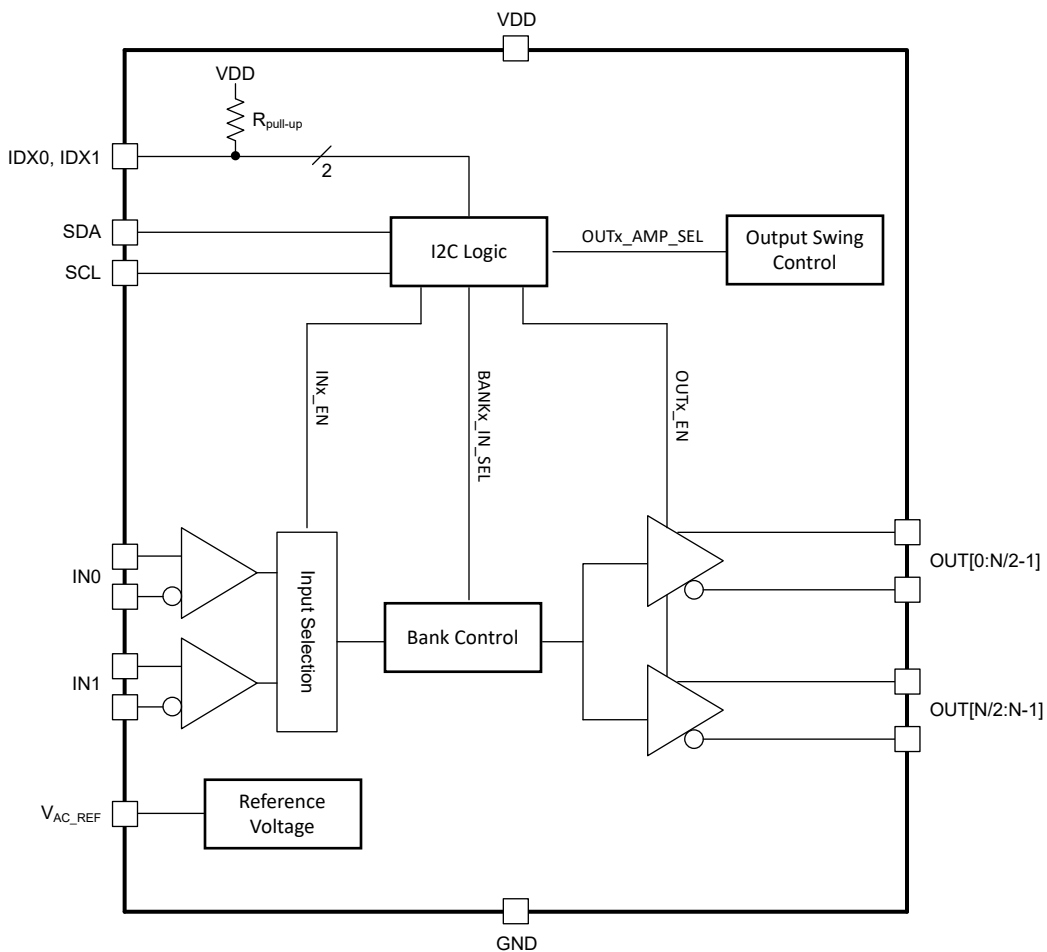 VDD
VDD
Rpull-up
IDX0, IDX1
2
SDA
SCL
I2C Logic
OUTx_AMP_SEL
Output Swing
Control
INx_EN
BANKx_IN_SEL
OUTx_EN
IN0
IN1
Input Selection
Bank Control
OUT[0:N/2-1]
OUT[N/2:N-1]
VAC_REF
Reference
Voltage
GND